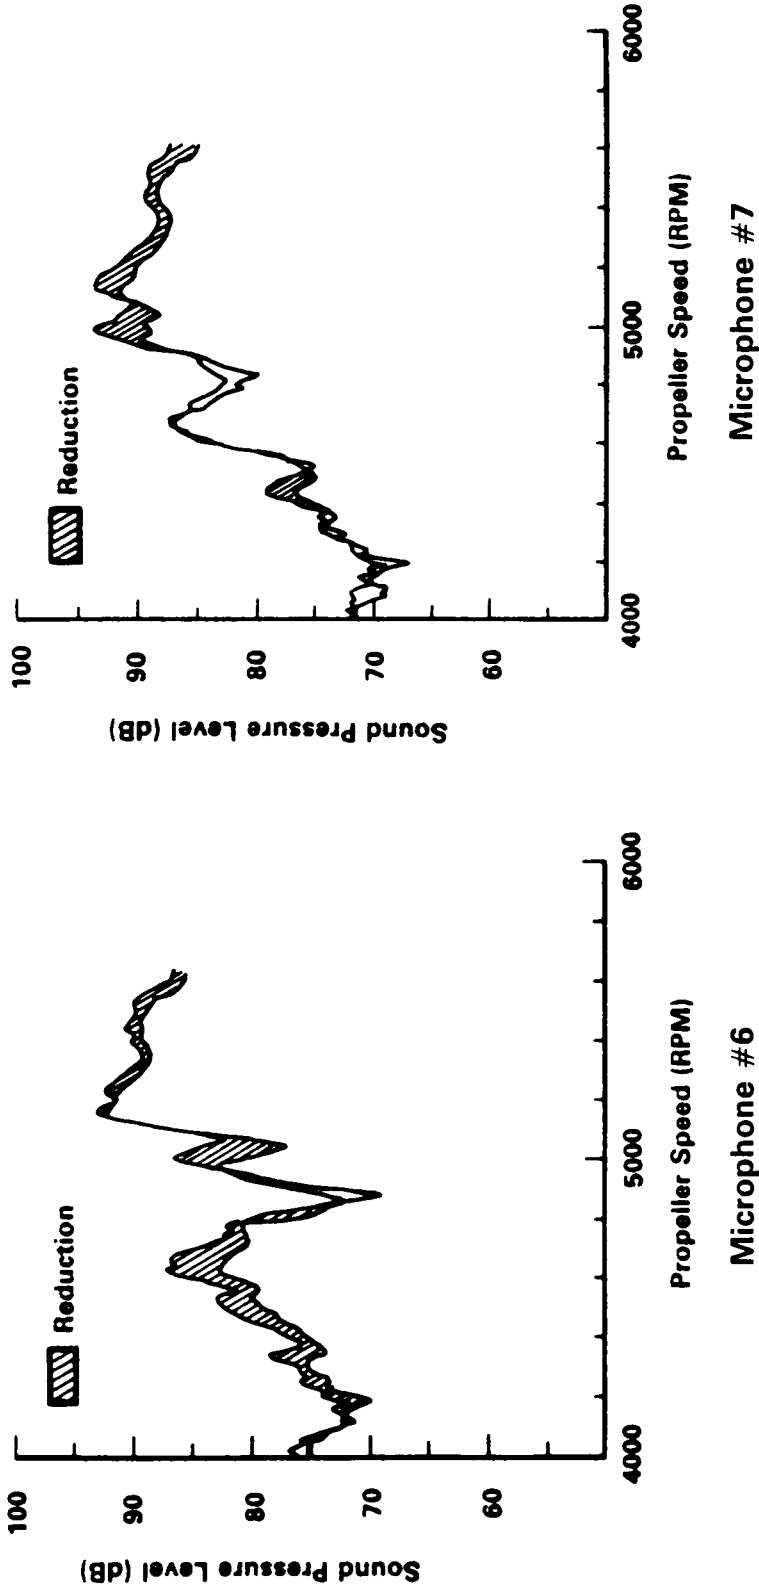 100
90
80
70
60
Sound Pressure Level (dB)
Reduction
4000
5000
6000
Propeller Speed (RPM)
Microphone #6
100
90
80
70
60
Sound Pressure Level (dB)
Reduction
4000
5000
6000
Propeller Speed (RPM)
Microphone #7